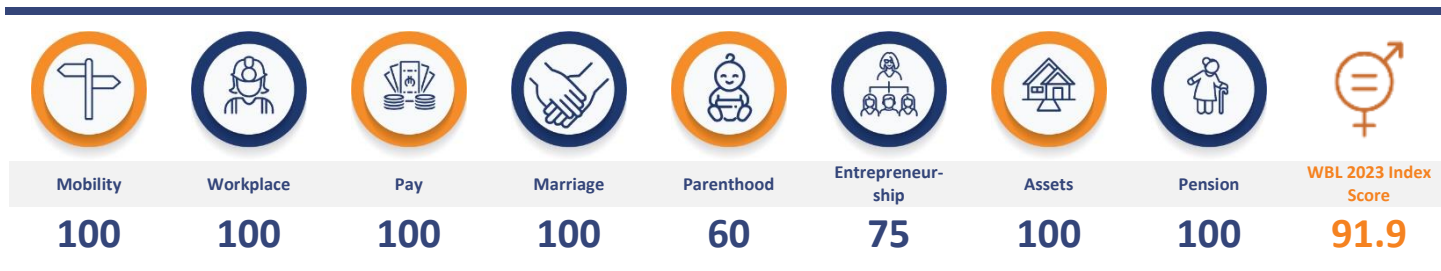 Mobility
Workplace
Pay
Marriage
Parenthood
Entrepreneur-
ship
Assets
Pension
WBL 2023 Index
Score
100
100
100
100
60
75
100
100
91.9